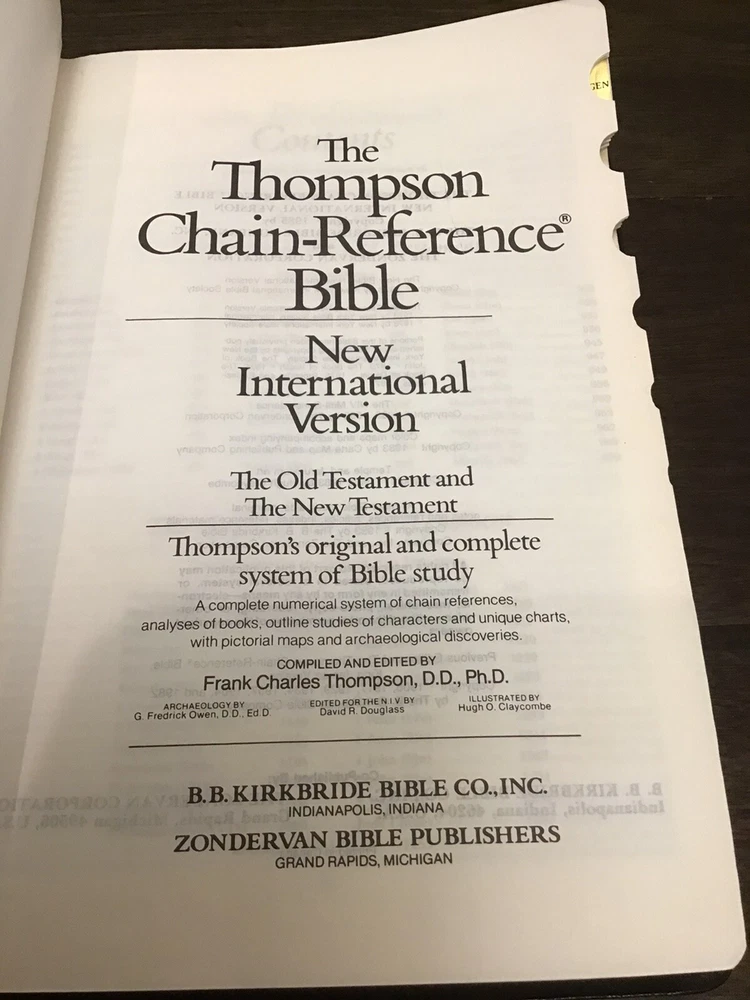 GEN
The
Thompson
Chain-Reference®
Bible
New
International
Version
The Old Testament and
The New Testament
Thompson's original and complete
system of Bible study
A complete numerical system of chain references,
analyses of books, outline studies of characters and unique charts,
with pictorial maps and archaeological discoveries.
COMPILED AND EDITED BY
Frank Charles Thompson, D.D., Ph.D.
ARCHAEOLOGY BY
G. Fredrick Owen, D.D., Ed.D.
EDITED FOR THE N.I.V. BY
David R. Douglass
ILLUSTRATED BY
Hugh O. Claycombe
B.B. KIRKBRIDE BIBLE CO., INC.
INDIANAPOLIS, INDIANA
ZONDERVAN BIBLE PUBLISHERS
GRAND RAPIDS, MICHIGAN